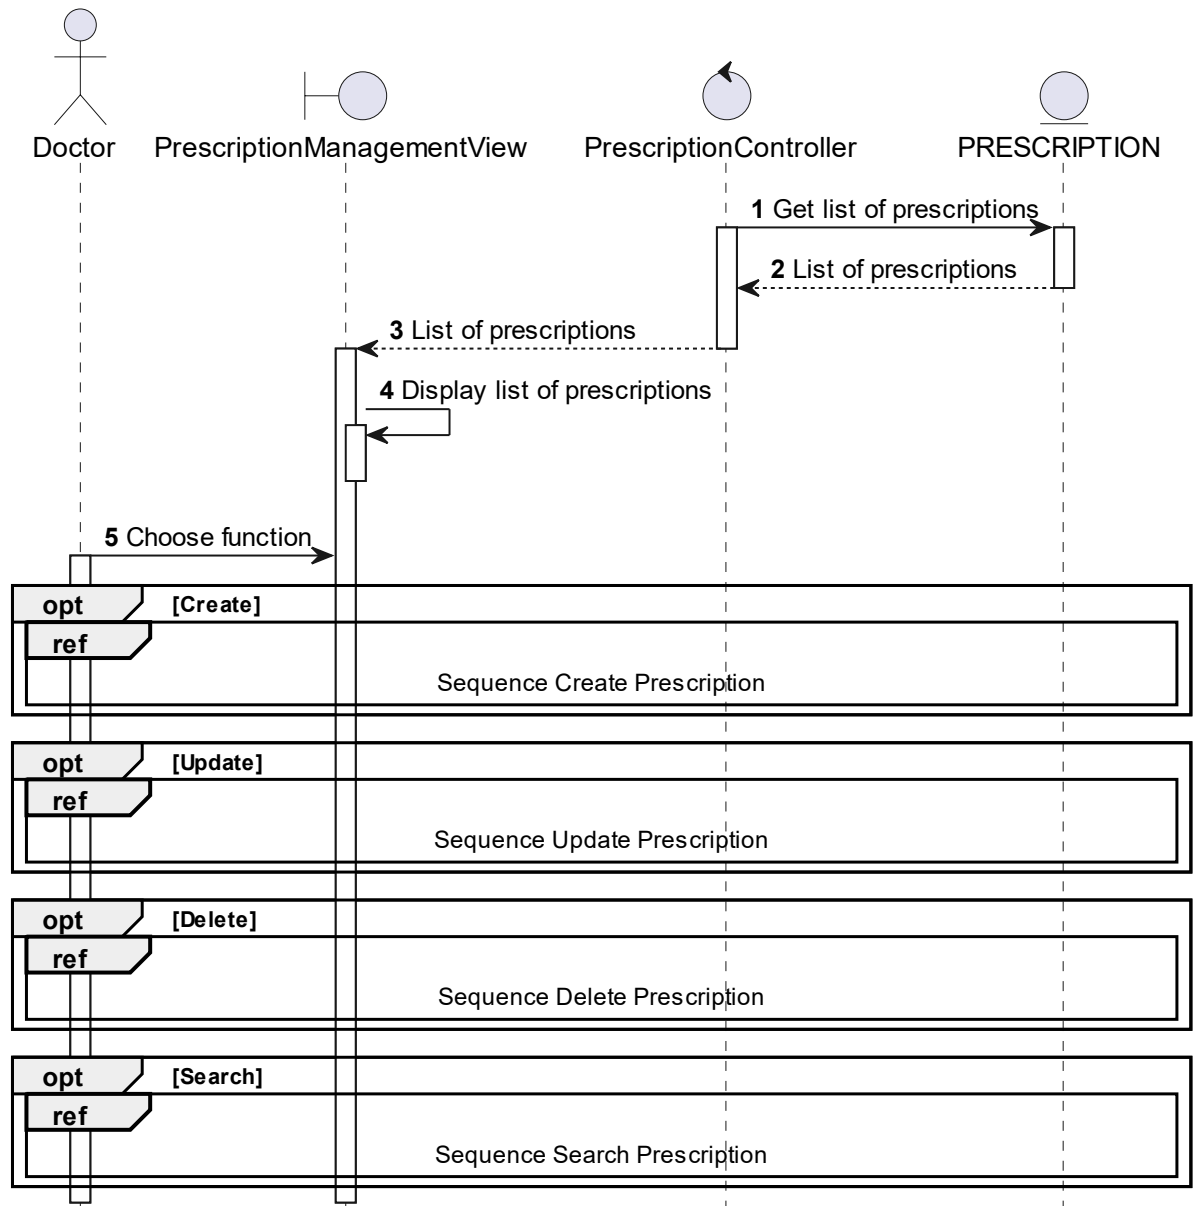 Doctor
PrescriptionManagementView
PrescriptionController
PRESCRIPTION
1 Get list of prescriptions
2 List of prescriptions
3 List of prescriptions
4 Display list of prescriptions
5 Choose function
opt [Create]
ref
Sequence Create Prescription
opt [Update]
ref
Sequence Update Prescription
opt [Delete]
ref
Sequence Delete Prescription
opt [Search]
ref
Sequence Search Prescription